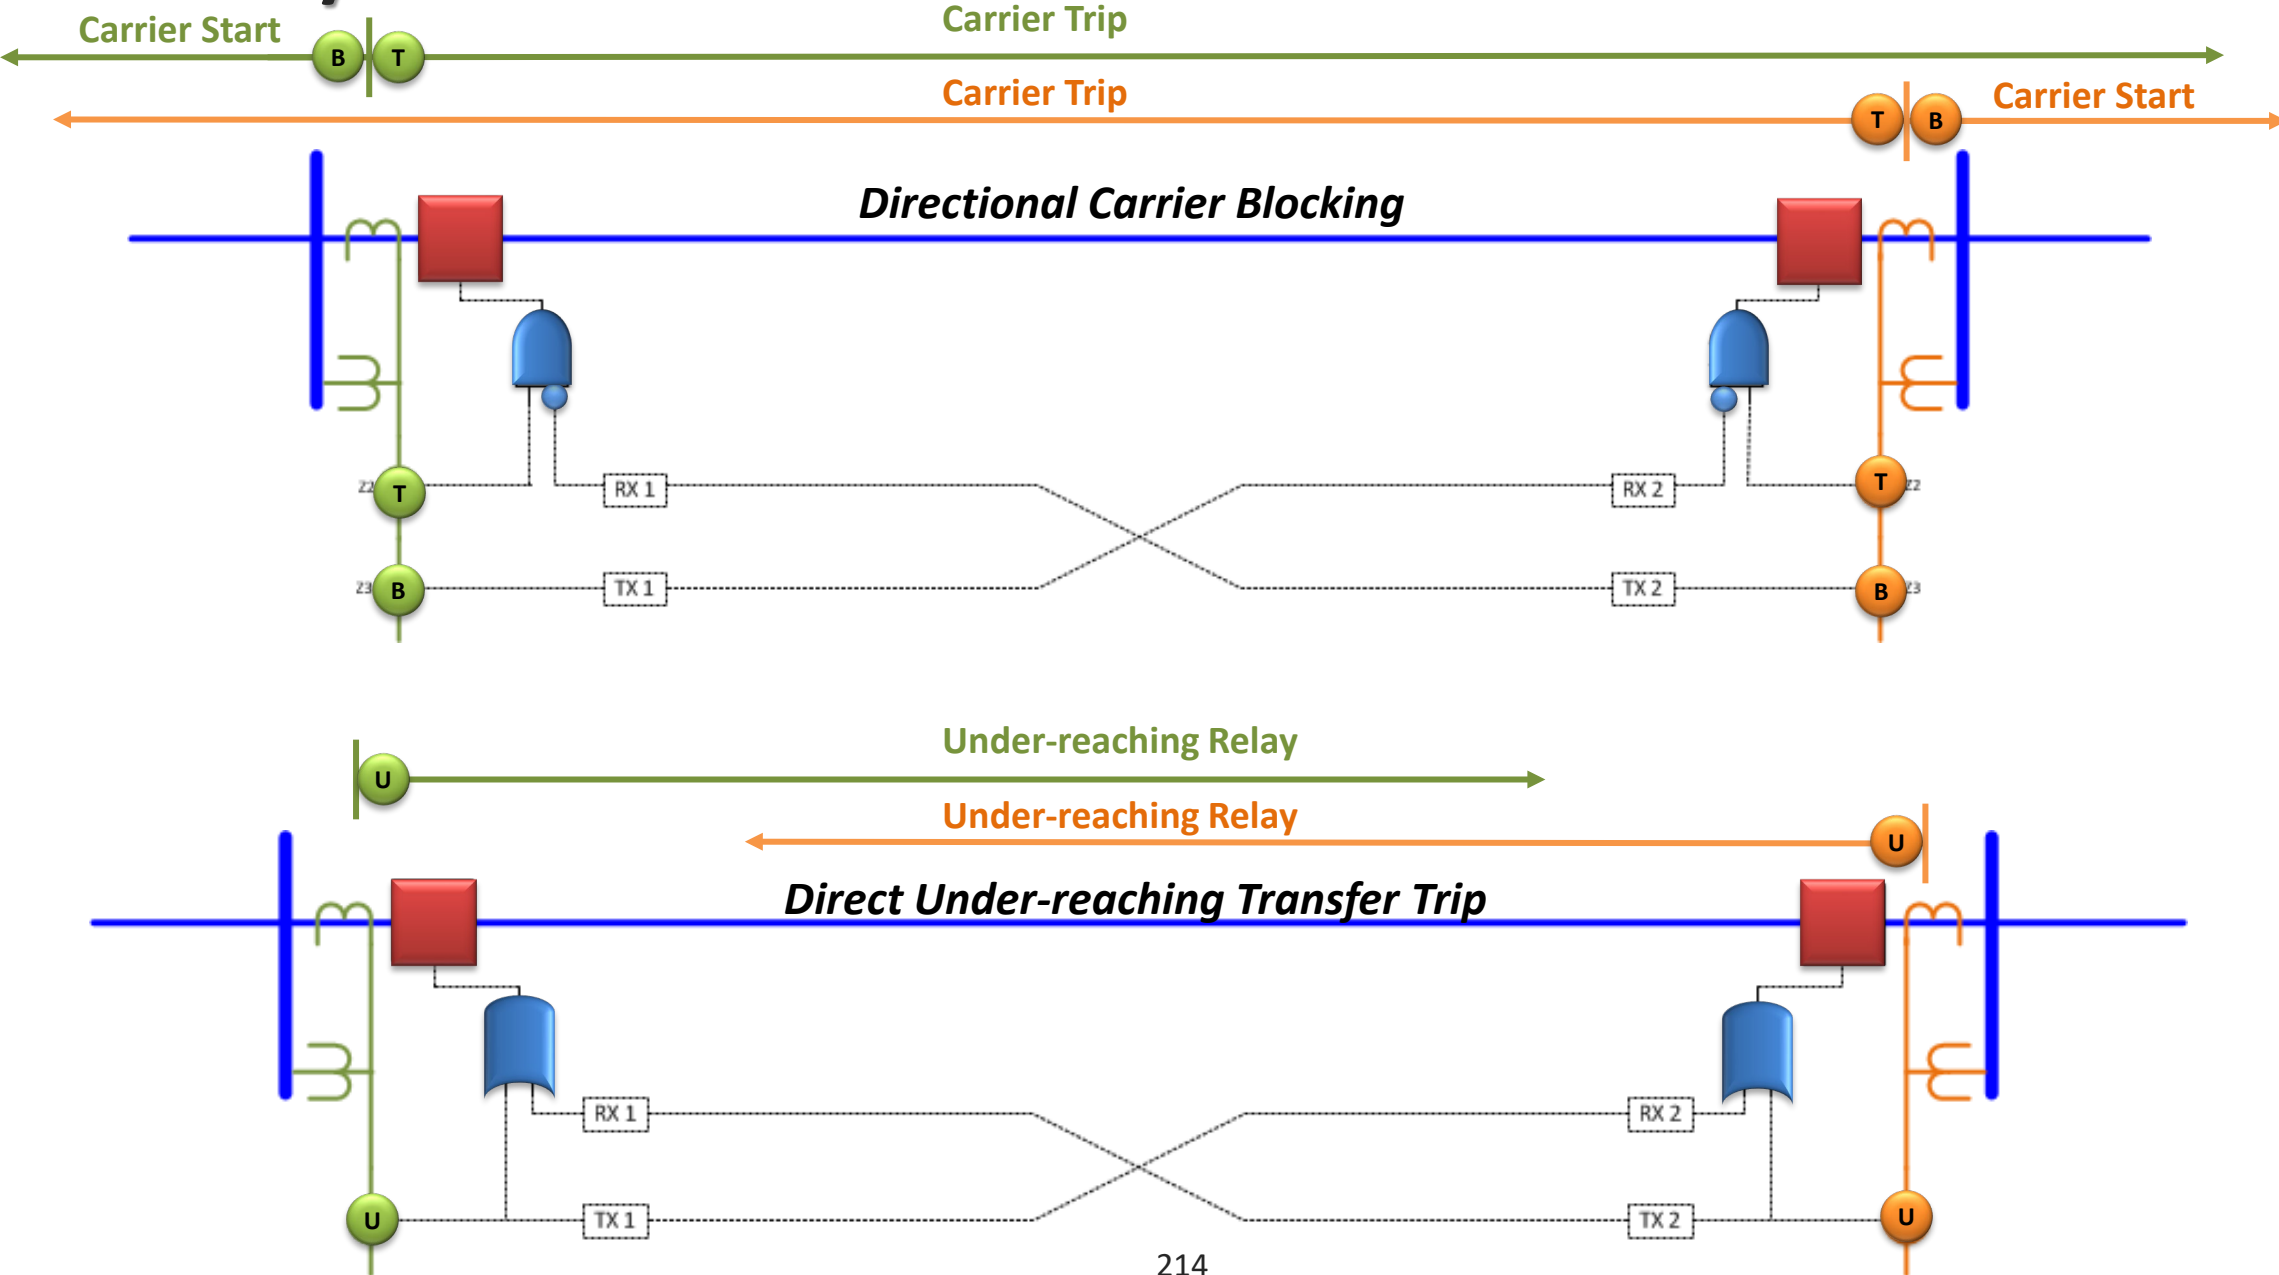 Carrier Start
Carrier Trip
B
T
Carrier Trip
Carrier Start
T
B
Directional Carrier Blocking
Z2
T
RX 1
RX 2
T
Z2
Z3
B
TX 1
TX 2
B
Z3
Under-reaching Relay
U
Under-reaching Relay
U
Direct Under-reaching Transfer Trip
RX 1
RX 2
U
TX 1
TX 2
U
214